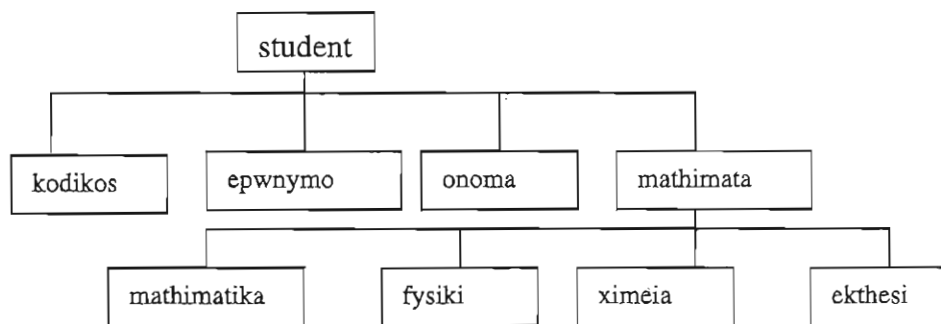 student
kodikos
epwnymo
onoma
mathimata
mathimatika
fysiki
ximeia
ekthesi